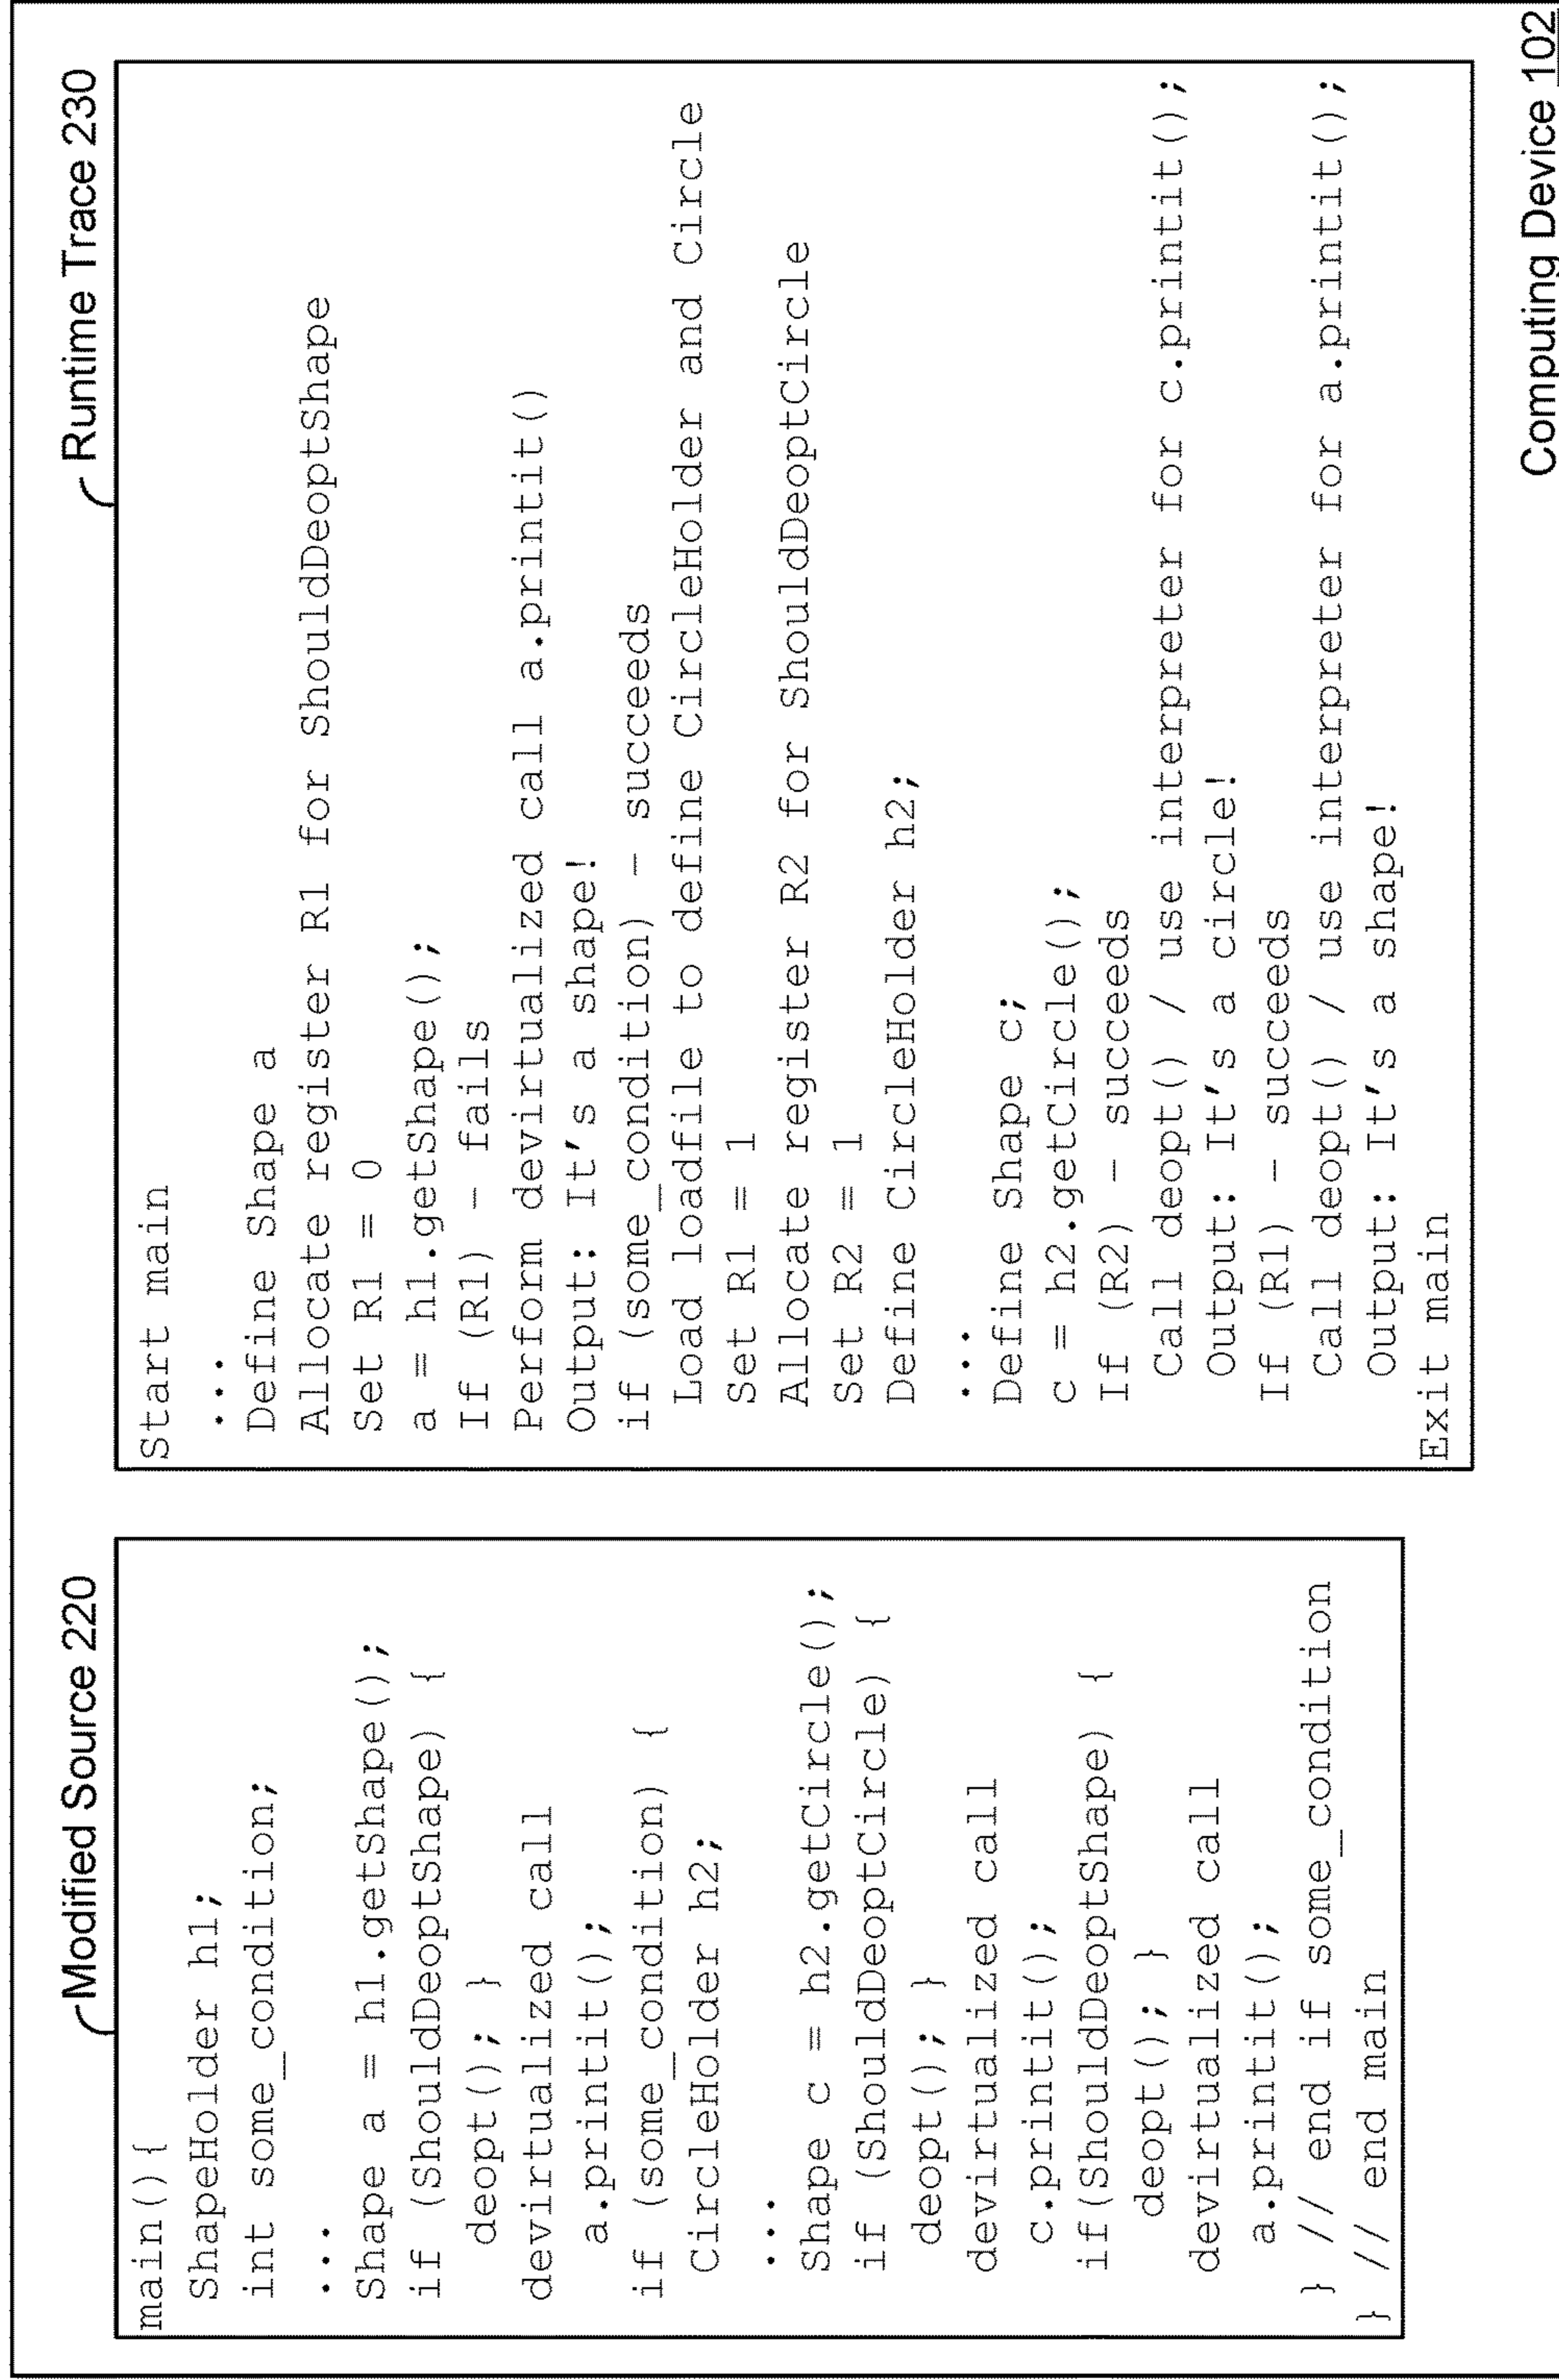 Modified Source 220
main(){
ShapeHolder h1;
int some_condition;
...
Shape a = h1.getShape();
if (ShouldDeoptShape) {
deopt(); }
devirtualized call
a.printit();
if (some_condition) {
CircleHolder h2;
...
Shape c = h2.getCircle();
if (ShouldDeoptCircle) {
deopt(); }
devirtualized call
c.printit();
if(ShouldDeoptShape) {
deopt(); }
devirtualized call
a.printit();
} // end if some_condition
} // end main
Runtime Trace 230
Start main
...
Define Shape a
Allocate register R1 for ShouldDeoptShape
Set R1 = 0
a = h1.getShape();
If (R1) – fails
Perform devirtualized call a.printit()
Output: It's a shape!
if (some_condition) – succeeds
Load loadfile to define CircleHolder and Circle
Set R1 = 1
Allocate register R2 for ShouldDeoptCircle
Set R2 = 1
Define CircleHolder h2;
...
Define Shape c;
c = h2.getCircle();
If (R2) – succeeds
Call deopt() / use interpreter for c.printit();
Output: It's a circle!
If (R1) – succeeds
Call deopt() / use interpreter for a.printit();
Output: It's a shape!
Exit main
Computing Device 102